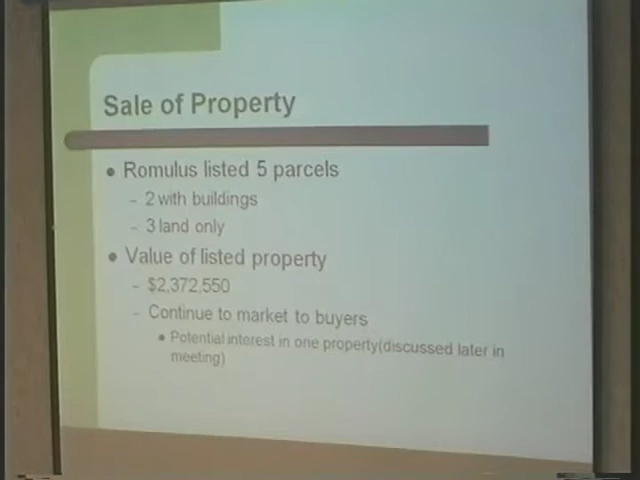 Sale of Property
• Romulus listed 5 parcels
– 2 with buildings
– 3 land only
• Value of listed property
– $2,372,550
– Continue to market to buyers
• Potential interest in one property(discussed later in
meeting)